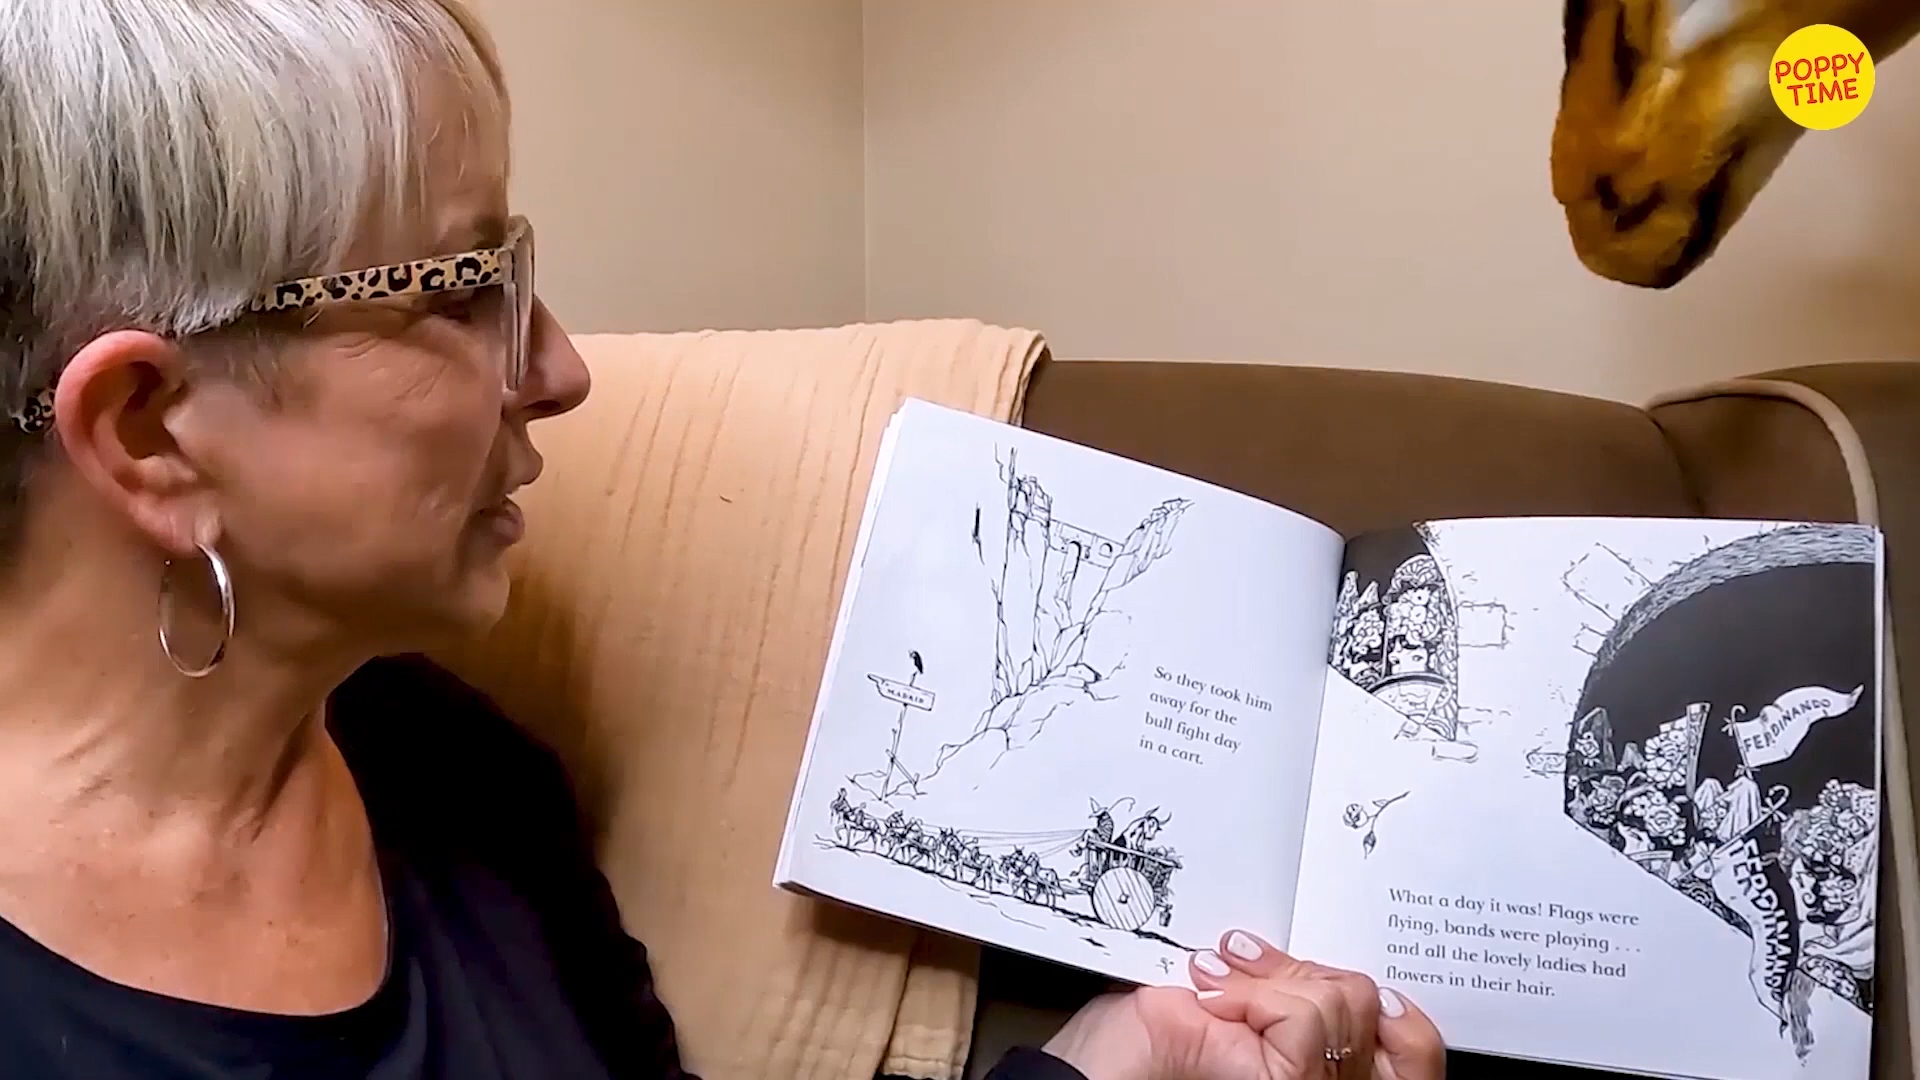 POPPY
TIME
MADRID
So they took him
away for the
bull fight day
in a cart.
FERDINANDO
FERDINANDO
What a day it was! Flags were
flying, bands were playing . . .
and all the lovely ladies had
flowers in their hair.